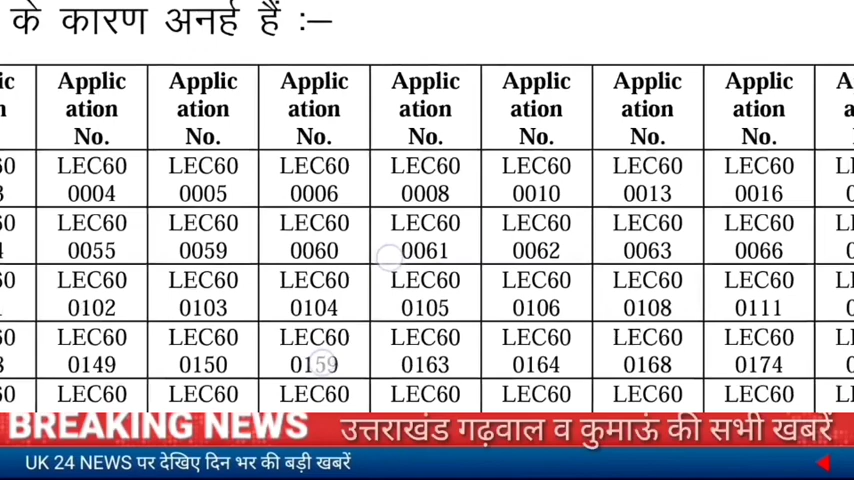 के कारण अनर्ह हैं :–
Applic Applic Applic Applic Applic Applic Applic
ation ation ation ation ation ation ation
No. No. No. No. No. No. No.
LEC60 LEC60 LEC60 LEC60 LEC60 LEC60 LEC60
0004 0005 0006 0008 0010 0013 0016
LEC60 LEC60 LEC60 LEC60 LEC60 LEC60 LEC60
0055 0059 0060 0061 0062 0063 0066
LEC60 LEC60 LEC60 LEC60 LEC60 LEC60 LEC60
0102 0103 0104 0105 0106 0108 0111
LEC60 LEC60 LEC60 LEC60 LEC60 LEC60 LEC60
0149 0150 0159 0163 0164 0168 0174
LEC60 LEC60 LEC60 LEC60 LEC60 LEC60 LEC60
BREAKING NEWS उत्तराखंड गढ़वाल व कुमाऊं की सभी खबरें
UK 24 NEWS पर देखिए दिन भर की बड़ी खबरें